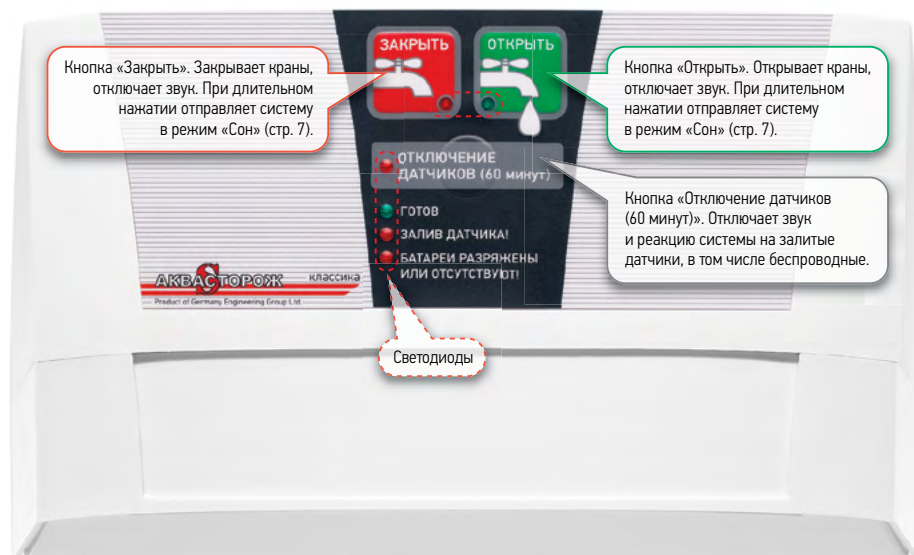 ЗАКРЫТЬ
ОТКРЫТЬ
Кнопка «Закрыть». Закрывает краны,
отключает звук. При длительном
нажатии отправляет систему
в режим «Сон» (стр. 7).
Кнопка «Открыть». Открывает краны,
отключает звук. При длительном
нажатии отправляет систему
в режим «Сон» (стр. 7).
ОТКЛЮЧЕНИЕ
ДАТЧИКОВ (60 минут)
Кнопка «Отключение датчиков
(60 минут)». Отключает звук
и реакцию системы на залитые
датчики, в том числе беспроводные.
ГОТОВ
ЗАЛИВ ДАТЧИКА!
БАТАРЕИ РАЗРЯЖЕНЫ
ИЛИ ОТСУТСТВУЮТ!
АКВАСТОРОЖ классика
Product of Germany Engineering Group Ltd.
Светодиоды